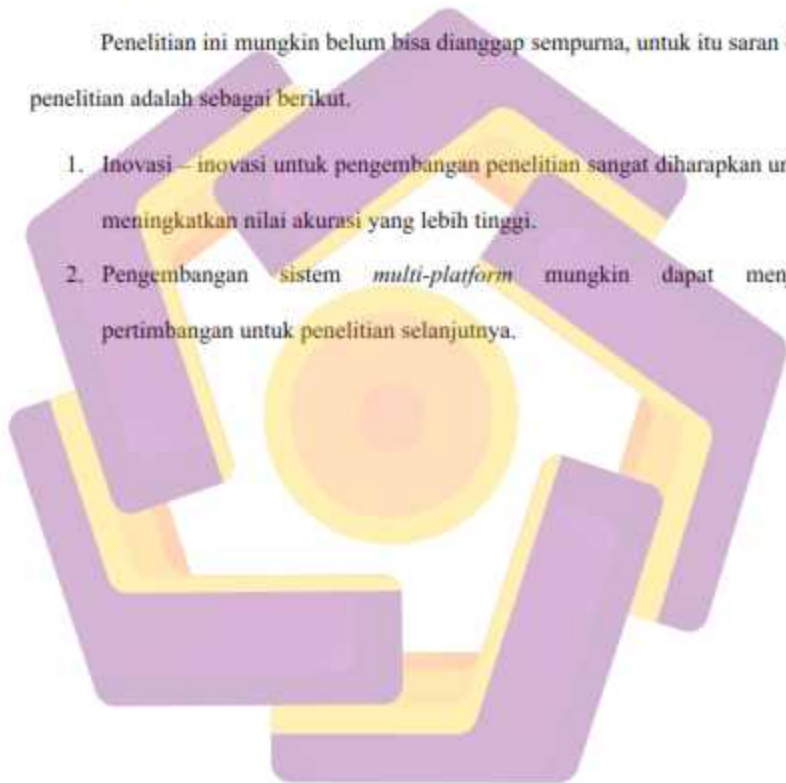 Penelitian ini mungkin belum bisa dianggap sempurna, untuk itu saran
penelitian adalah sebagai berikut.
1. Inovasi – inovasi untuk pengembangan penelitian sangat diharapkan un
meningkatkan nilai akurasi yang lebih tinggi.
2. Pengembangan sistem multi-platform mungkin dapat menj
pertimbangan untuk penelitian selanjutnya.